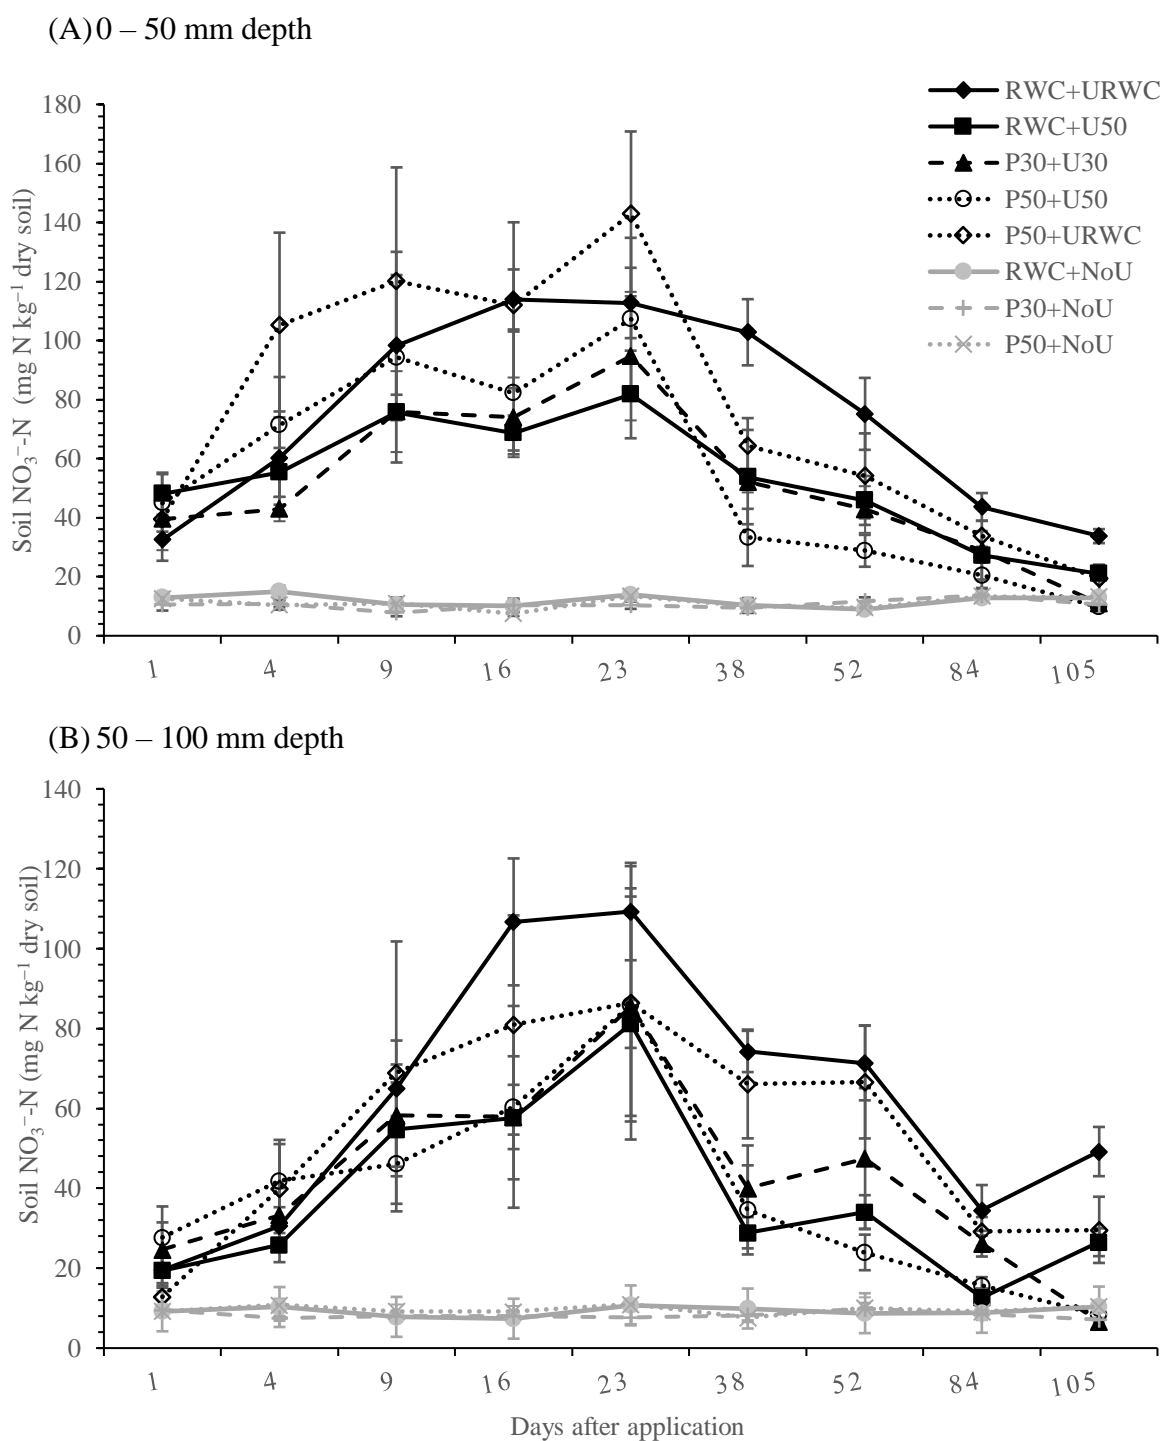 (A) 0 – 50 mm depth
RWC+URWC
RWC+U50
P30+U30
P50+U50
P50+URWC
RWC+NoU
P30+NoU
P50+NoU
Soil NO₃⁻-N (mg N kg⁻¹ dry soil)
180
160
140
120
100
80
60
40
20
0
1 4 9 16 23 38 52 84 105
(B) 50 – 100 mm depth
Soil NO₃⁻-N (mg N kg⁻¹ dry soil)
140
120
100
80
60
40
20
0
1 4 9 16 23 38 52 84 105
Days after application